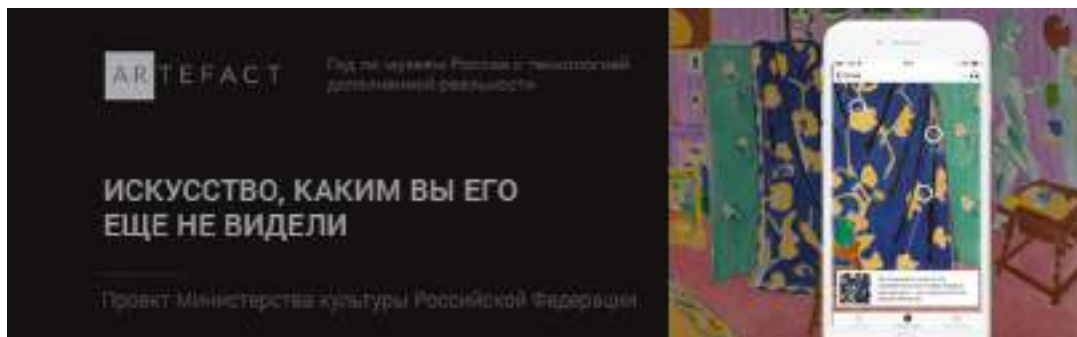 ARTEFACT
Гид по музеям России с технологией
дополненной реальности
ИСКУССТВО, КАКИМ ВЫ ЕГО
ЕЩЕ НЕ ВИДЕЛИ
Проект Министерства культуры Российской Федерации